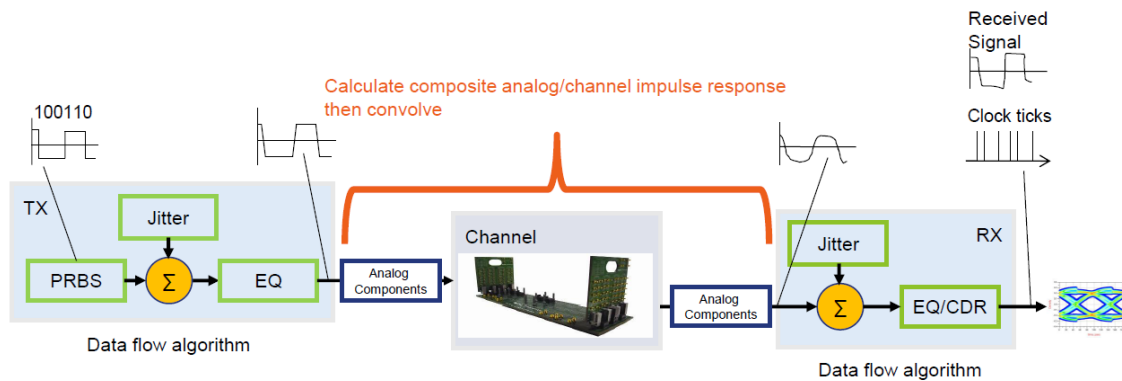 Received
Signal
Calculate composite analog/channel impulse response
then convolve
100110
Clock ticks
TX
Jitter
PRBS
Σ
EQ
Analog
Components
Channel
Analog
Components
RX
Jitter
Σ
EQ/CDR
Data flow algorithm
Data flow algorithm